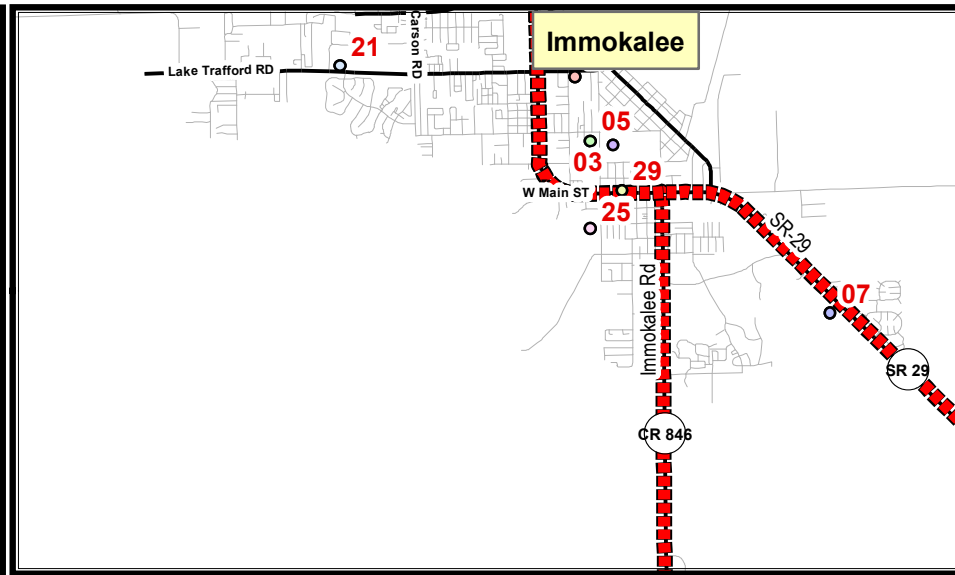 Immokalee
Carson RD
21
Lake Trafford RD
05
03
29
W Main ST
25
SR-29
Immokalee Rd
07
SR 29
CR 846